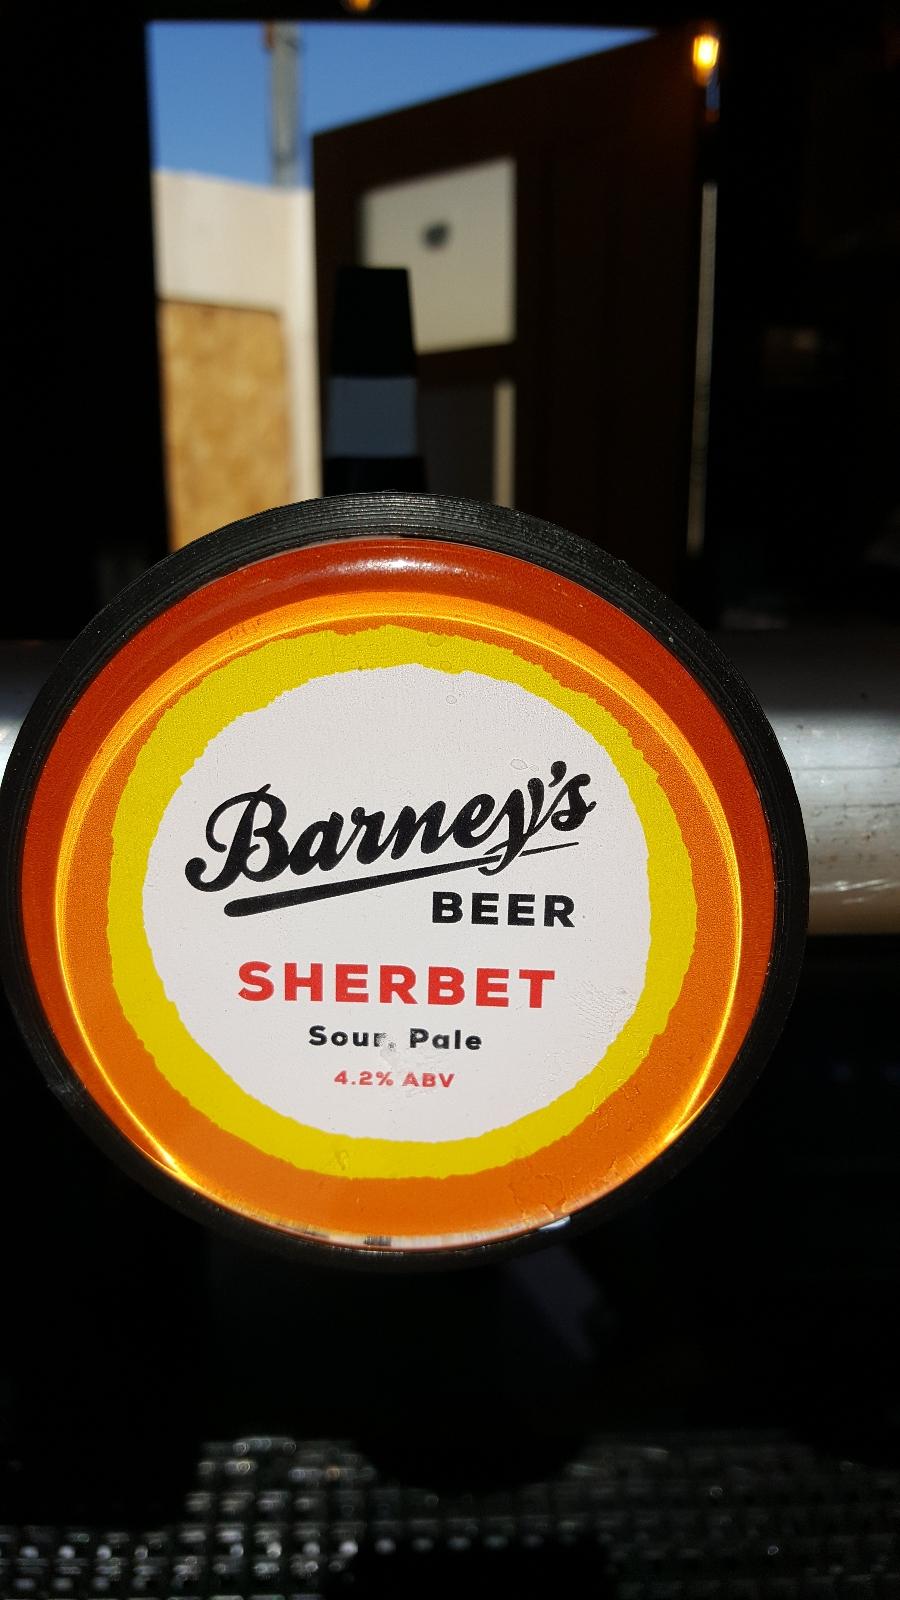 Barney's
BEER
SHERBET
Sour, Pale
4.2% ABV